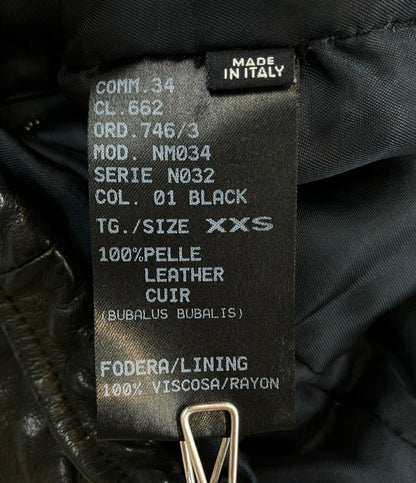 MADE
IN ITALY
COMM.34
CL.662
ORD.746/3
MOD. NM034
SERIE N032
COL. 01 BLACK
TG./SIZE XXS
100%PELLE
LEATHER
CUIR
(BUBALUS BUBALIS)
FODERA/LINING
100% VISCOSA/RAYON